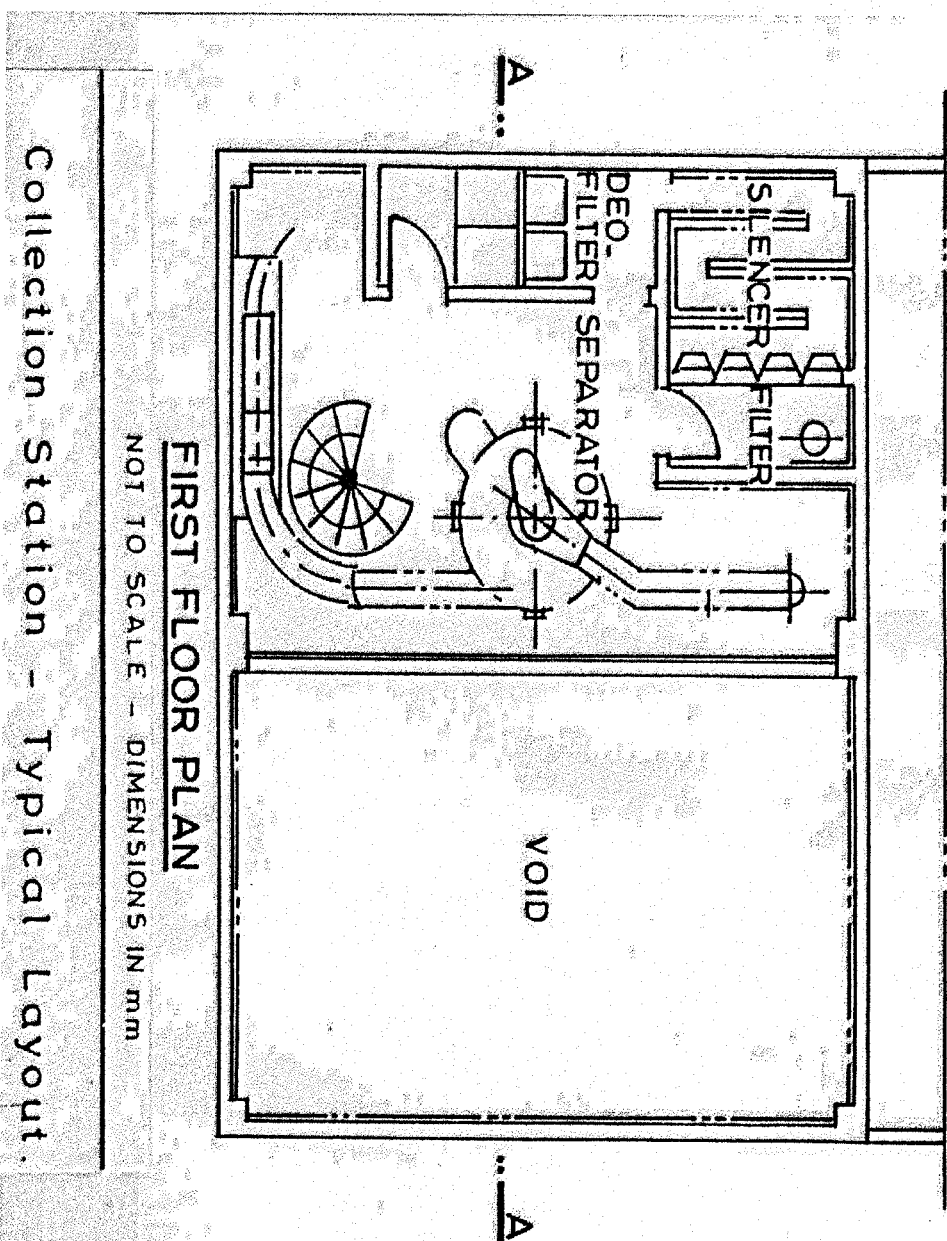 SILENCER
FILTER
DEO.
FILTER
SEPARATOR
VOID
A
A
FIRST FLOOR PLAN
NOT TO SCALE - DIMENSIONS IN mm
Collection Station - Typical Layout.